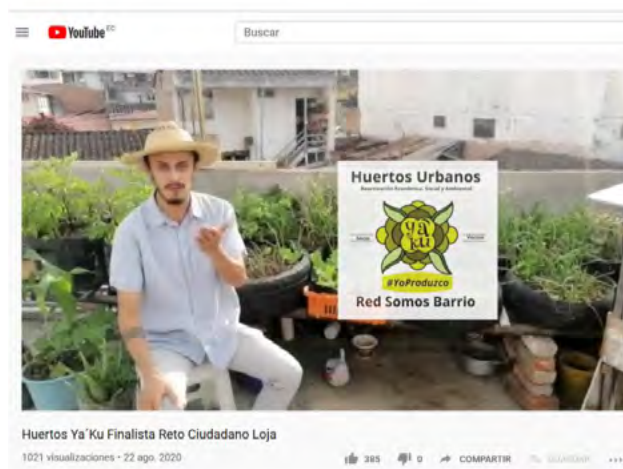 YouTube EC
Buscar
Huertos Urbanos
Reactivación Económica, Social y Ambiental
ya'
ku
#YoProduzco
Red Somos Barrio
Huertos Ya´Ku Finalista Reto Ciudadano Loja
1021 visualizaciones • 22 ago. 2020
385
0
COMPARTIR
GUARDAR
...